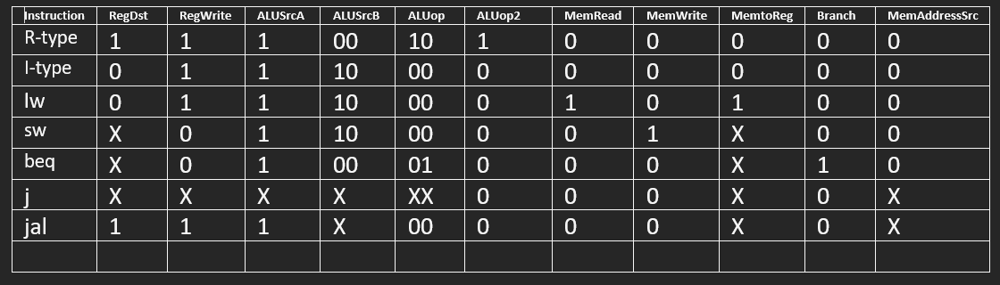 Instruction RegDst RegWrite ALUSrcA ALUSrcB ALUop ALUop2 MemRead MemWrite MemtoReg Branch MemAddressSrc
R-type 1 1 1 00 10 1 0 0 0 0 0
I-type 0 1 1 10 00 0 0 0 0 0 0
lw 0 1 1 10 00 0 1 0 1 0 0
sw X 0 1 10 00 0 0 1 X 0 0
beq X 0 1 00 01 0 0 0 X 1 0
j X X X X XX 0 0 0 X 0 X
jal 1 1 1 X 00 0 0 0 X 0 X